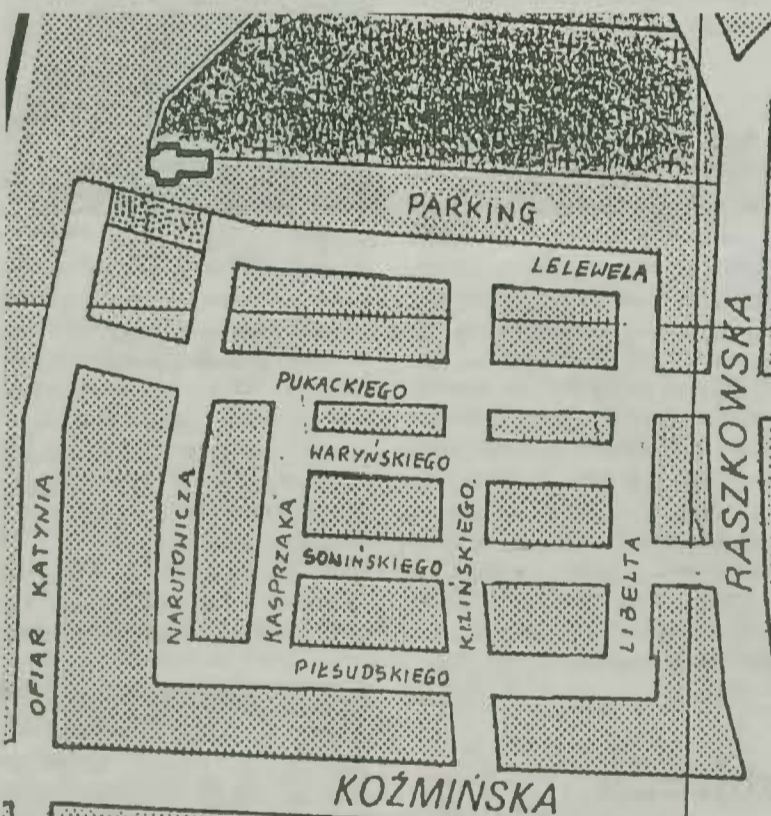 PARKING
LELEWELA
PUKACKIEGO
WARYŃSKIEGO
SONIŃSKIEGO
PIŁSUDSKIEGO
OFIAR KATYNIA
NARUTOWICZA
KASPRZAKA
KILIŃSKIEGO
LIBELTA
RASZKOWSKA
KOŹMIŃSKA